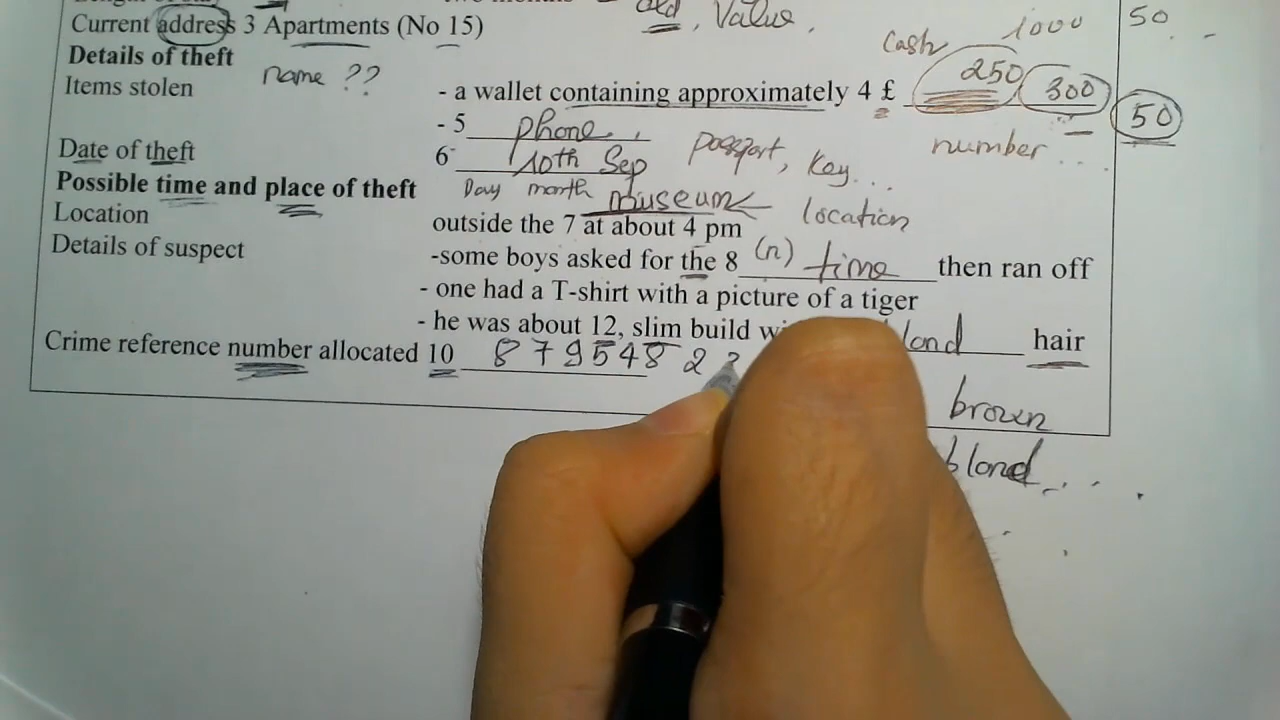 old, Value,
Current address 3 Apartments (No 15)
Cash 1000 50
Details of theft
name ??
Items stolen - a wallet containing approximately 4 £ 250 300
50
- 5 phone, number ..
Date of theft 6 10th Sep passport, key...
Day month
Possible time and place of theft museum location
Location outside the 7 at about 4 pm
Details of suspect -some boys asked for the 8 (n) time then ran off
- one had a T-shirt with a picture of a tiger
- he was about 12, slim build hair
Crime reference number allocated 10 8795482
brown
blond...